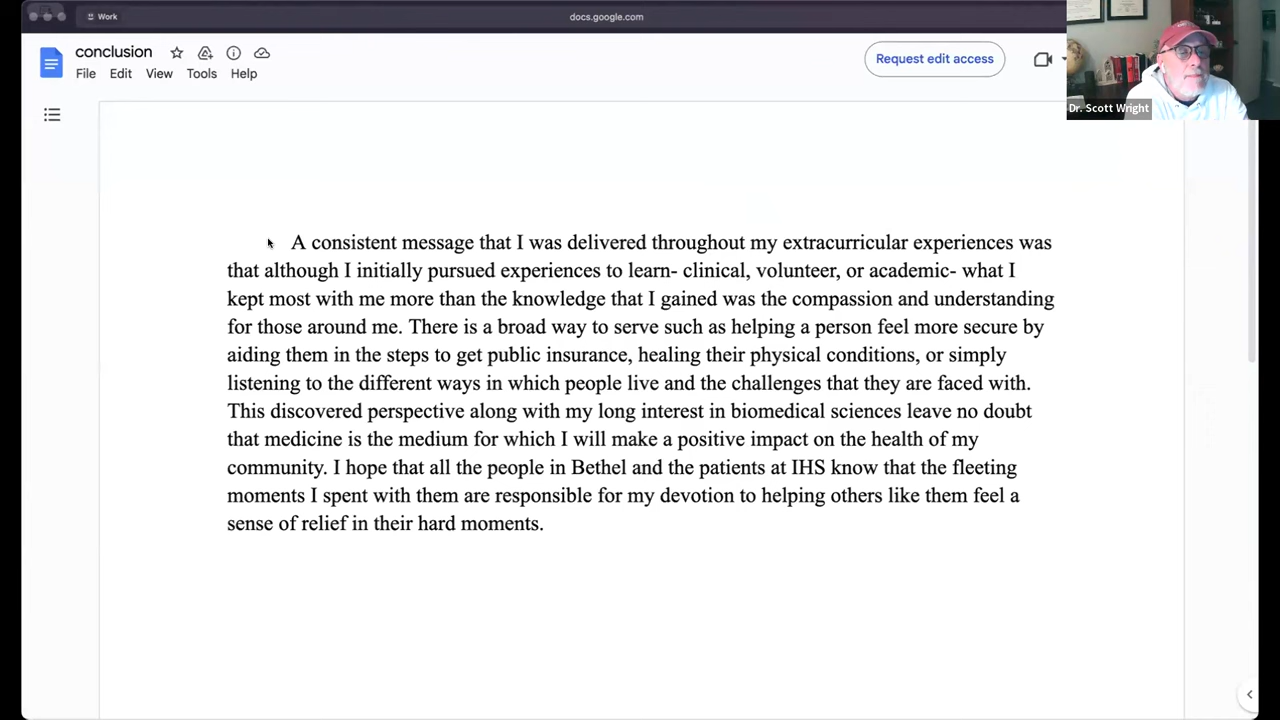 Work
docs.google.com
conclusion
Request edit access
File Edit View Tools Help
Dr. Scott Wright
A consistent message that I was delivered throughout my extracurricular experiences was
that although I initially pursued experiences to learn- clinical, volunteer, or academic- what I
kept most with me more than the knowledge that I gained was the compassion and understanding
for those around me. There is a broad way to serve such as helping a person feel more secure by
aiding them in the steps to get public insurance, healing their physical conditions, or simply
listening to the different ways in which people live and the challenges that they are faced with.
This discovered perspective along with my long interest in biomedical sciences leave no doubt
that medicine is the medium for which I will make a positive impact on the health of my
community. I hope that all the people in Bethel and the patients at IHS know that the fleeting
moments I spent with them are responsible for my devotion to helping others like them feel a
sense of relief in their hard moments.